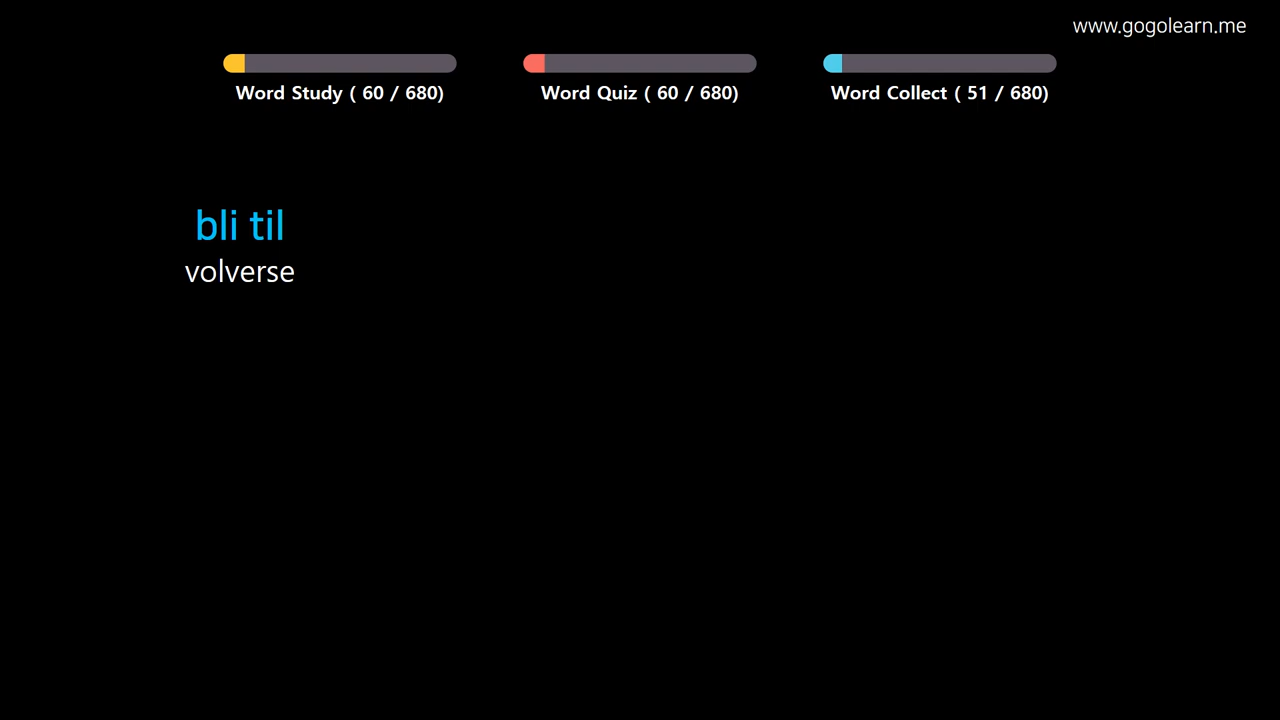 www.gogolearn.me
Word Study ( 60 / 680)
Word Quiz ( 60 / 680)
Word Collect ( 51 / 680)
bli til
volverse